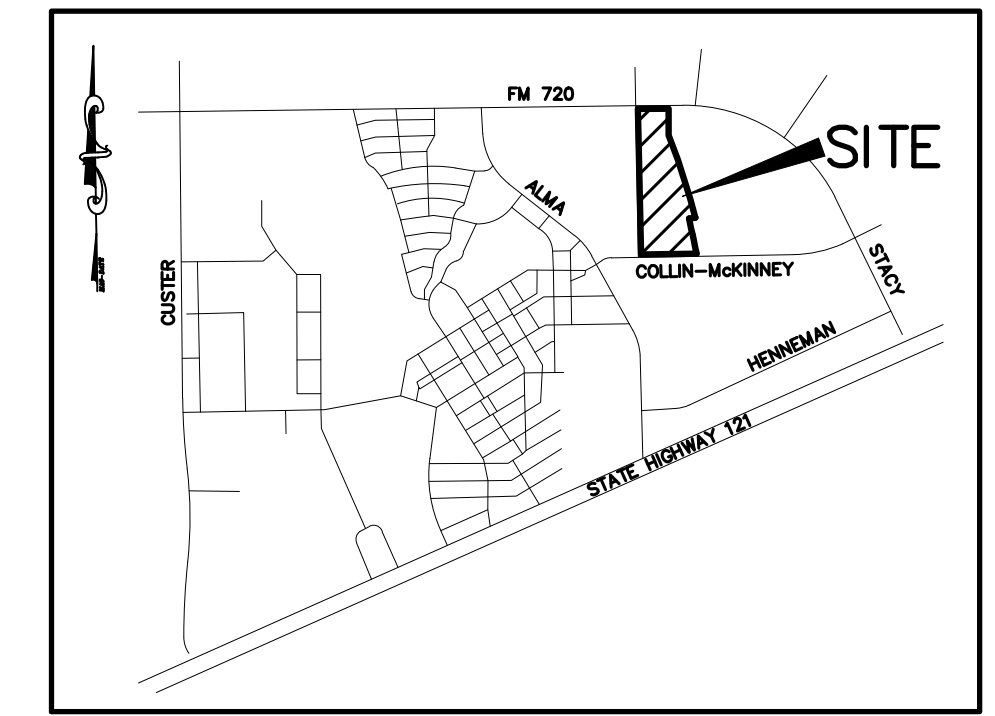 FM 720
SITE
ALMA
CUSTER
COLLIN-McKINNEY
STACY
HENNEMAN
STATE HIGHWAY 121